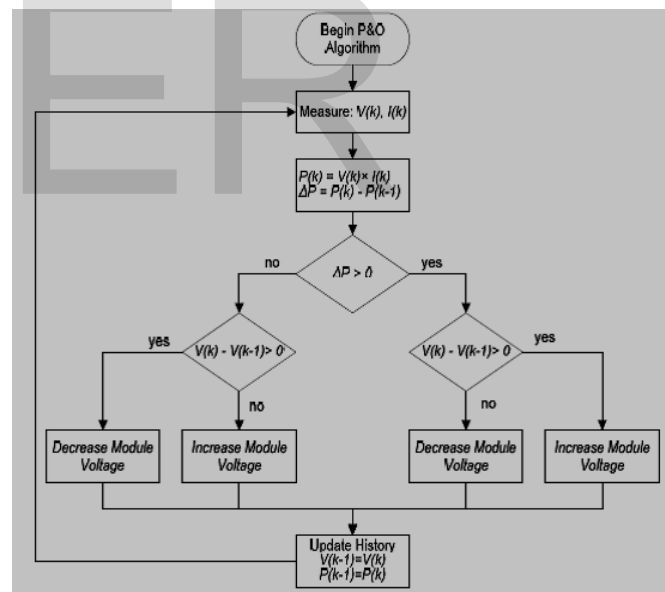 ER
Begin P&O
Algorithm
Measure: V(k), I(k)
P(k) = V(k)× I(k)
ΔP = P(k) - P(k-1)
no
ΔP > 0
yes
yes
V(k) - V(k-1)> 0
V(k) - V(k-1)> 0
yes
no
no
Decrease Module
Voltage
Increase Module
Voltage
Decrease Module
Voltage
Increase Module
Voltage
Update History
V(k-1)=V(k)
P(k-1)=P(k)